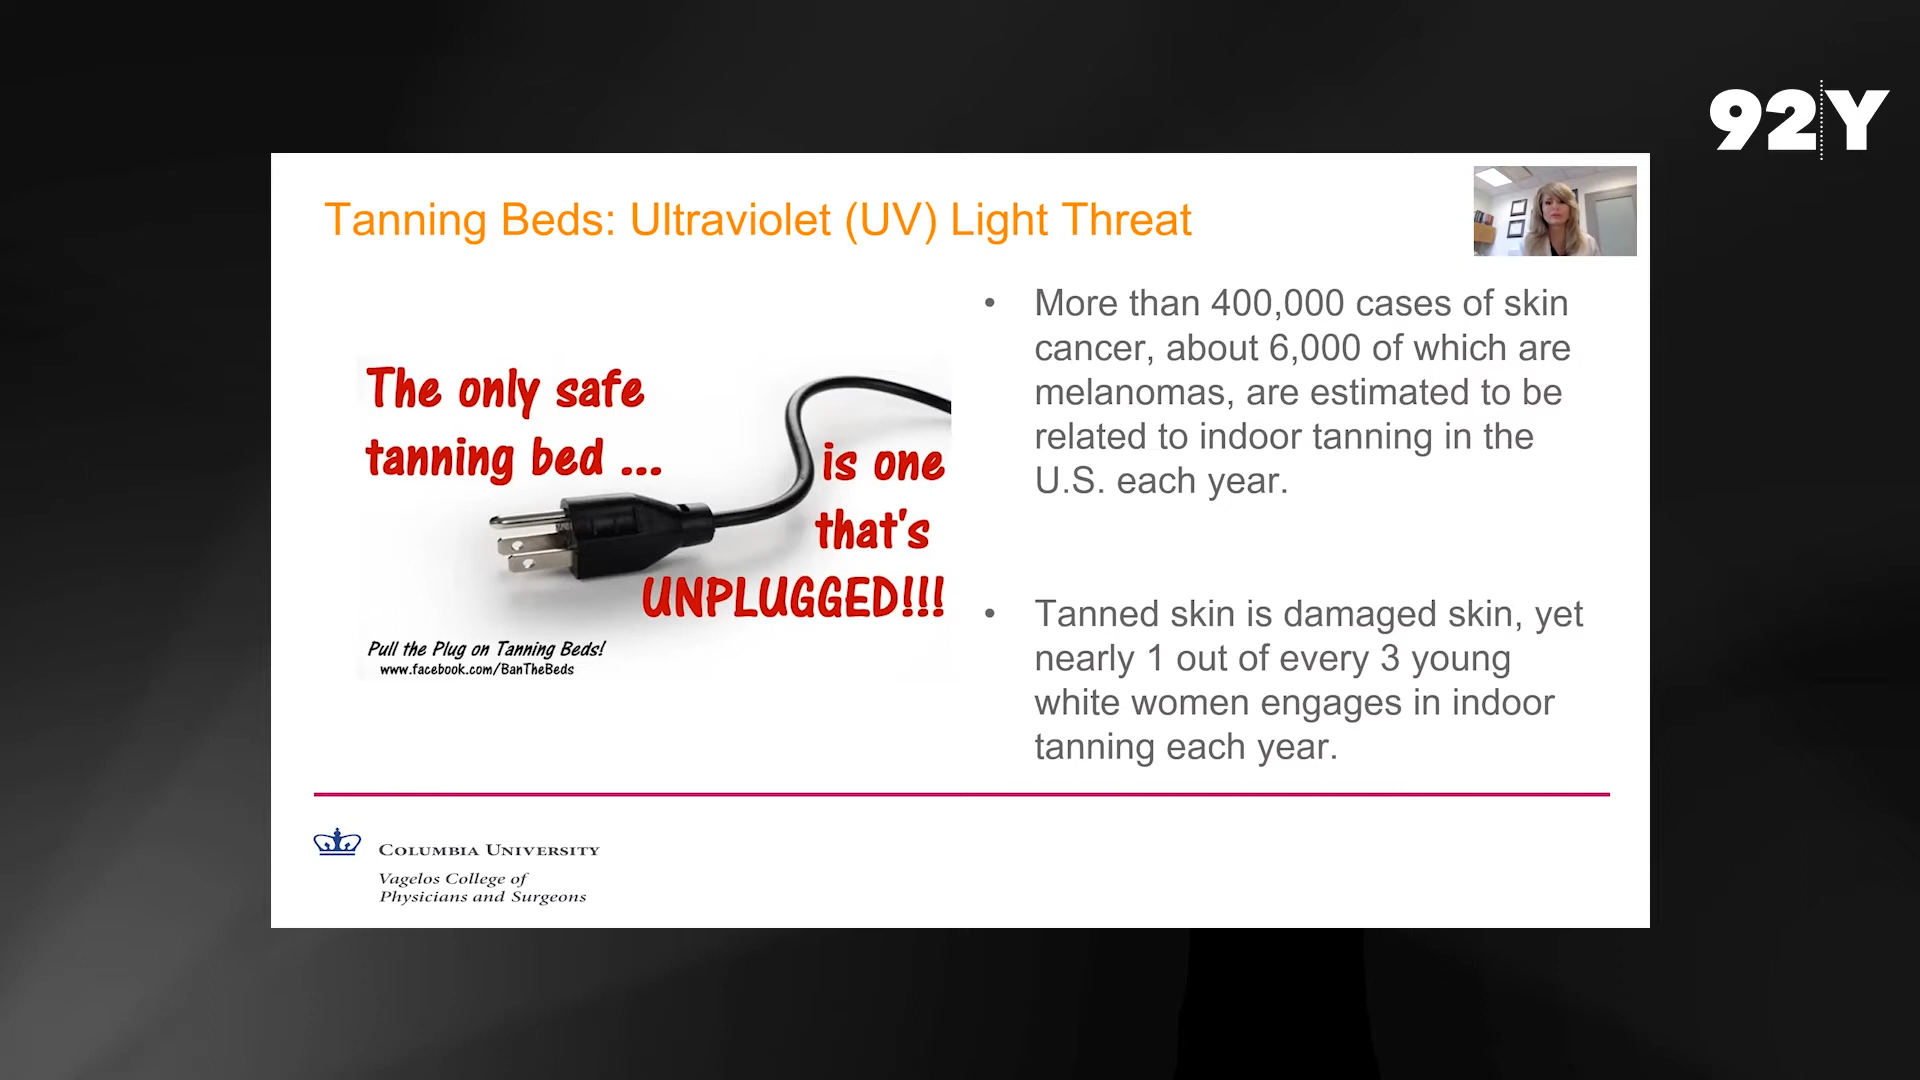 92Y
Tanning Beds: Ultraviolet (UV) Light Threat
The only safe
tanning bed ...
is one
that's
UNPLUGGED!!!
Pull the Plug on Tanning Beds!
www.facebook.com/BanTheBeds
• More than 400,000 cases of skin
cancer, about 6,000 of which are
melanomas, are estimated to be
related to indoor tanning in the
U.S. each year.
• Tanned skin is damaged skin, yet
nearly 1 out of every 3 young
white women engages in indoor
tanning each year.
COLUMBIA UNIVERSITY
Vagelos College of
Physicians and Surgeons